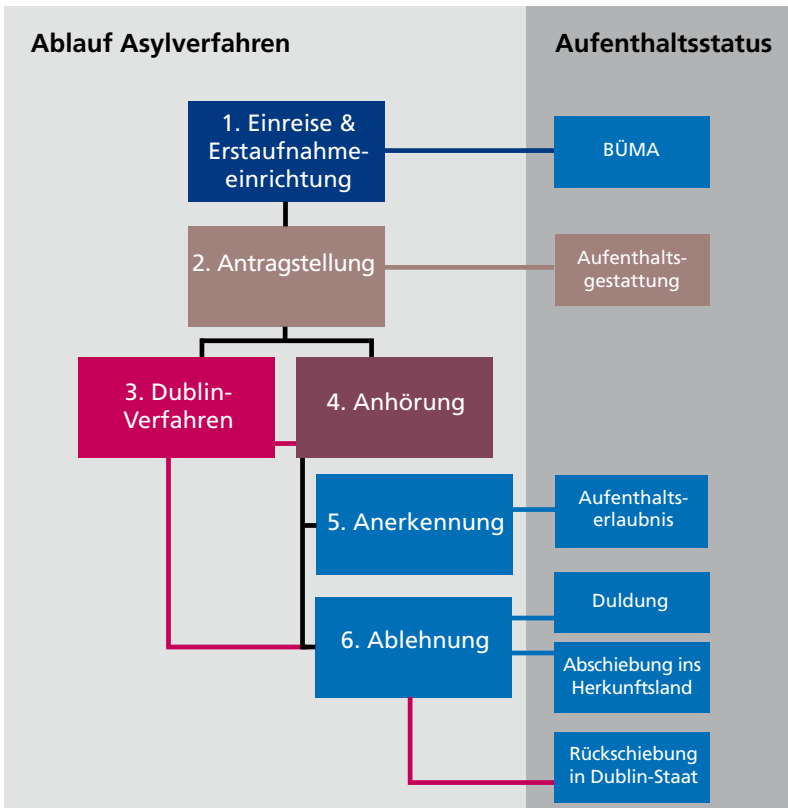 Ablauf Asylverfahren
Aufenthaltsstatus
1. Einreise &
Erstaufnahme-
einrichtung
BÜMA
2. Antragstellung
Aufenthalts-
gestattung
3. Dublin-
Verfahren
4. Anhörung
5. Anerkennung
Aufenthalts-
erlaubnis
6. Ablehnung
Duldung
Abschiebung ins
Herkunftsland
Rückschiebung
in Dublin-Staat